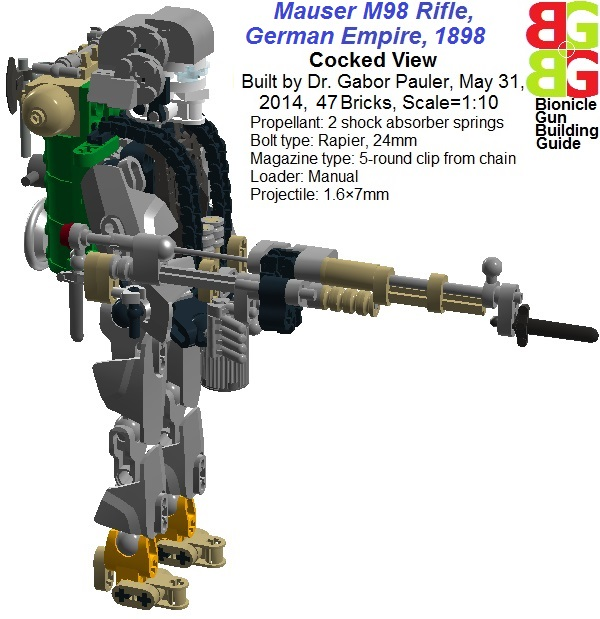 Mauser M98 Rifle,
German Empire, 1898
Cocked View
Built by Dr. Gabor Pauler, May 31,
2014, 47 Bricks, Scale=1:10
Propellant: 2 shock absorber springs
Bolt type: Rapier, 24mm
Magazine type: 5-round clip from chain
Loader: Manual
Projectile: 1.6×7mm
BG
BG
Bionicle
Gun
Building
Guide